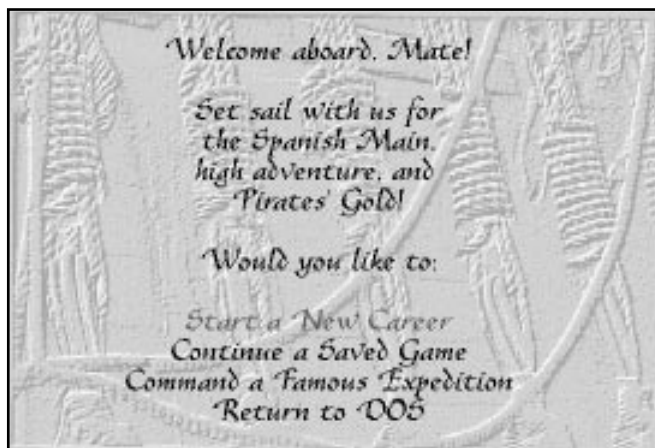 Welcome aboard, Mate!
Set sail with us for
the Spanish Main,
high adventure, and
Pirates' Gold!
Would you like to:
Start a New Career
Continue a Saved Game
Command a Famous Expedition
Return to DOS